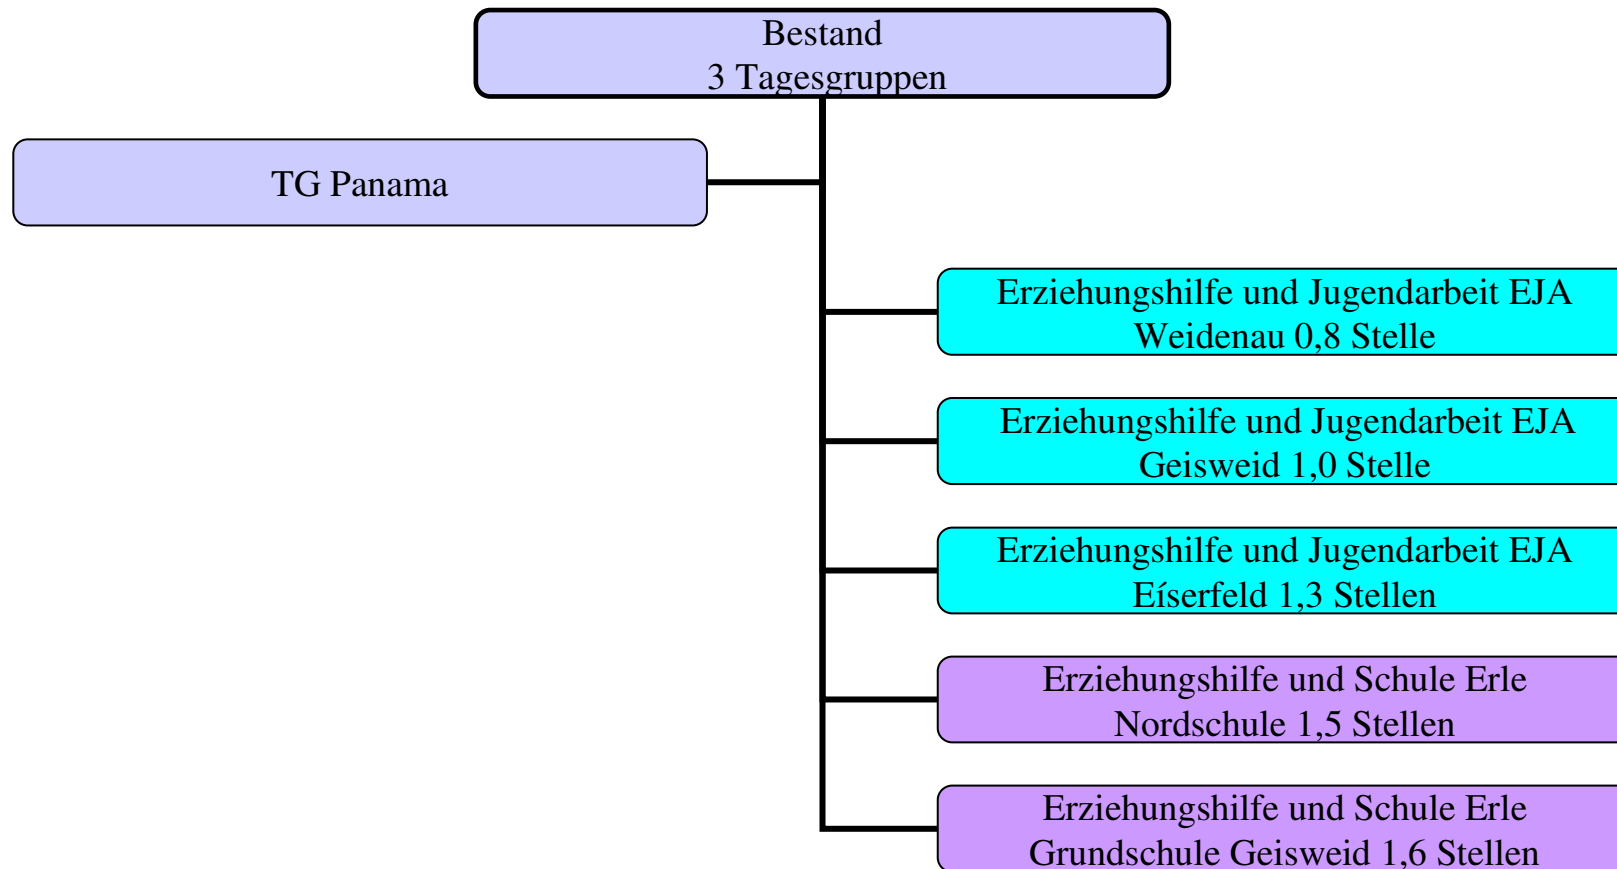 Bestand
3 Tagesgruppen
TG Panama
Erziehungshilfe und Jugendarbeit EJA
Weidenau 0,8 Stelle
Erziehungshilfe und Jugendarbeit EJA
Geisweid 1,0 Stelle
Erziehungshilfe und Jugendarbeit EJA
Eíserfeld 1,3 Stellen
Erziehungshilfe und Schule Erle
Nordschule 1,5 Stellen
Erziehungshilfe und Schule Erle
Grundschule Geisweid 1,6 Stellen